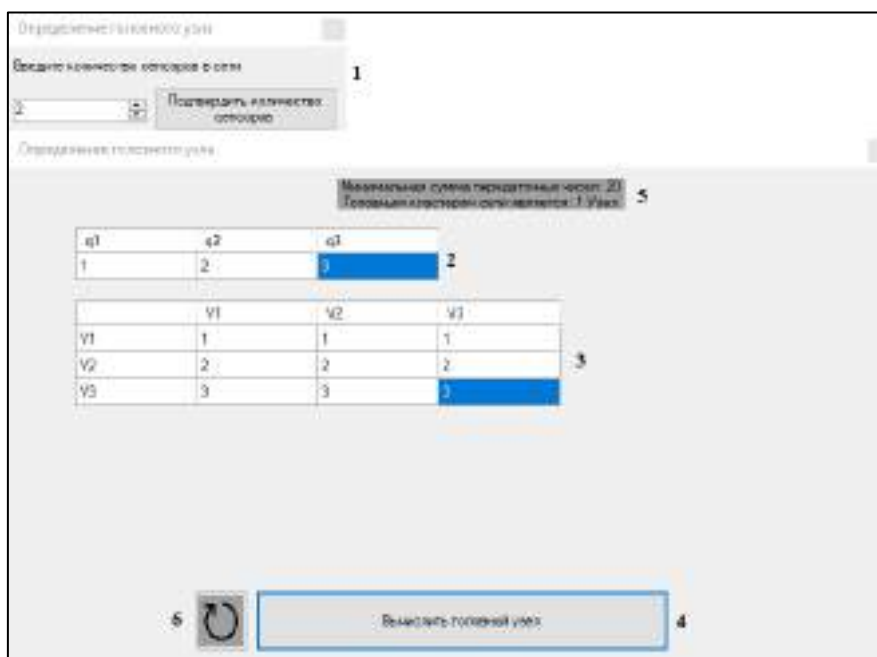 Определение головного узла
Введите количество сенсоров в сети
1
Подтвердить количество
сенсоров
Определение головного узла
Минимальная сумма передаточных чисел: 20
Головным кластером сети является: 1 Узел
5
q1 q2 q3
1 2 3
2
V1 V2 V3
V1 1 1 1
V2 2 2 2
3
V3 3 3 3
6
Вычислить головной узел
4